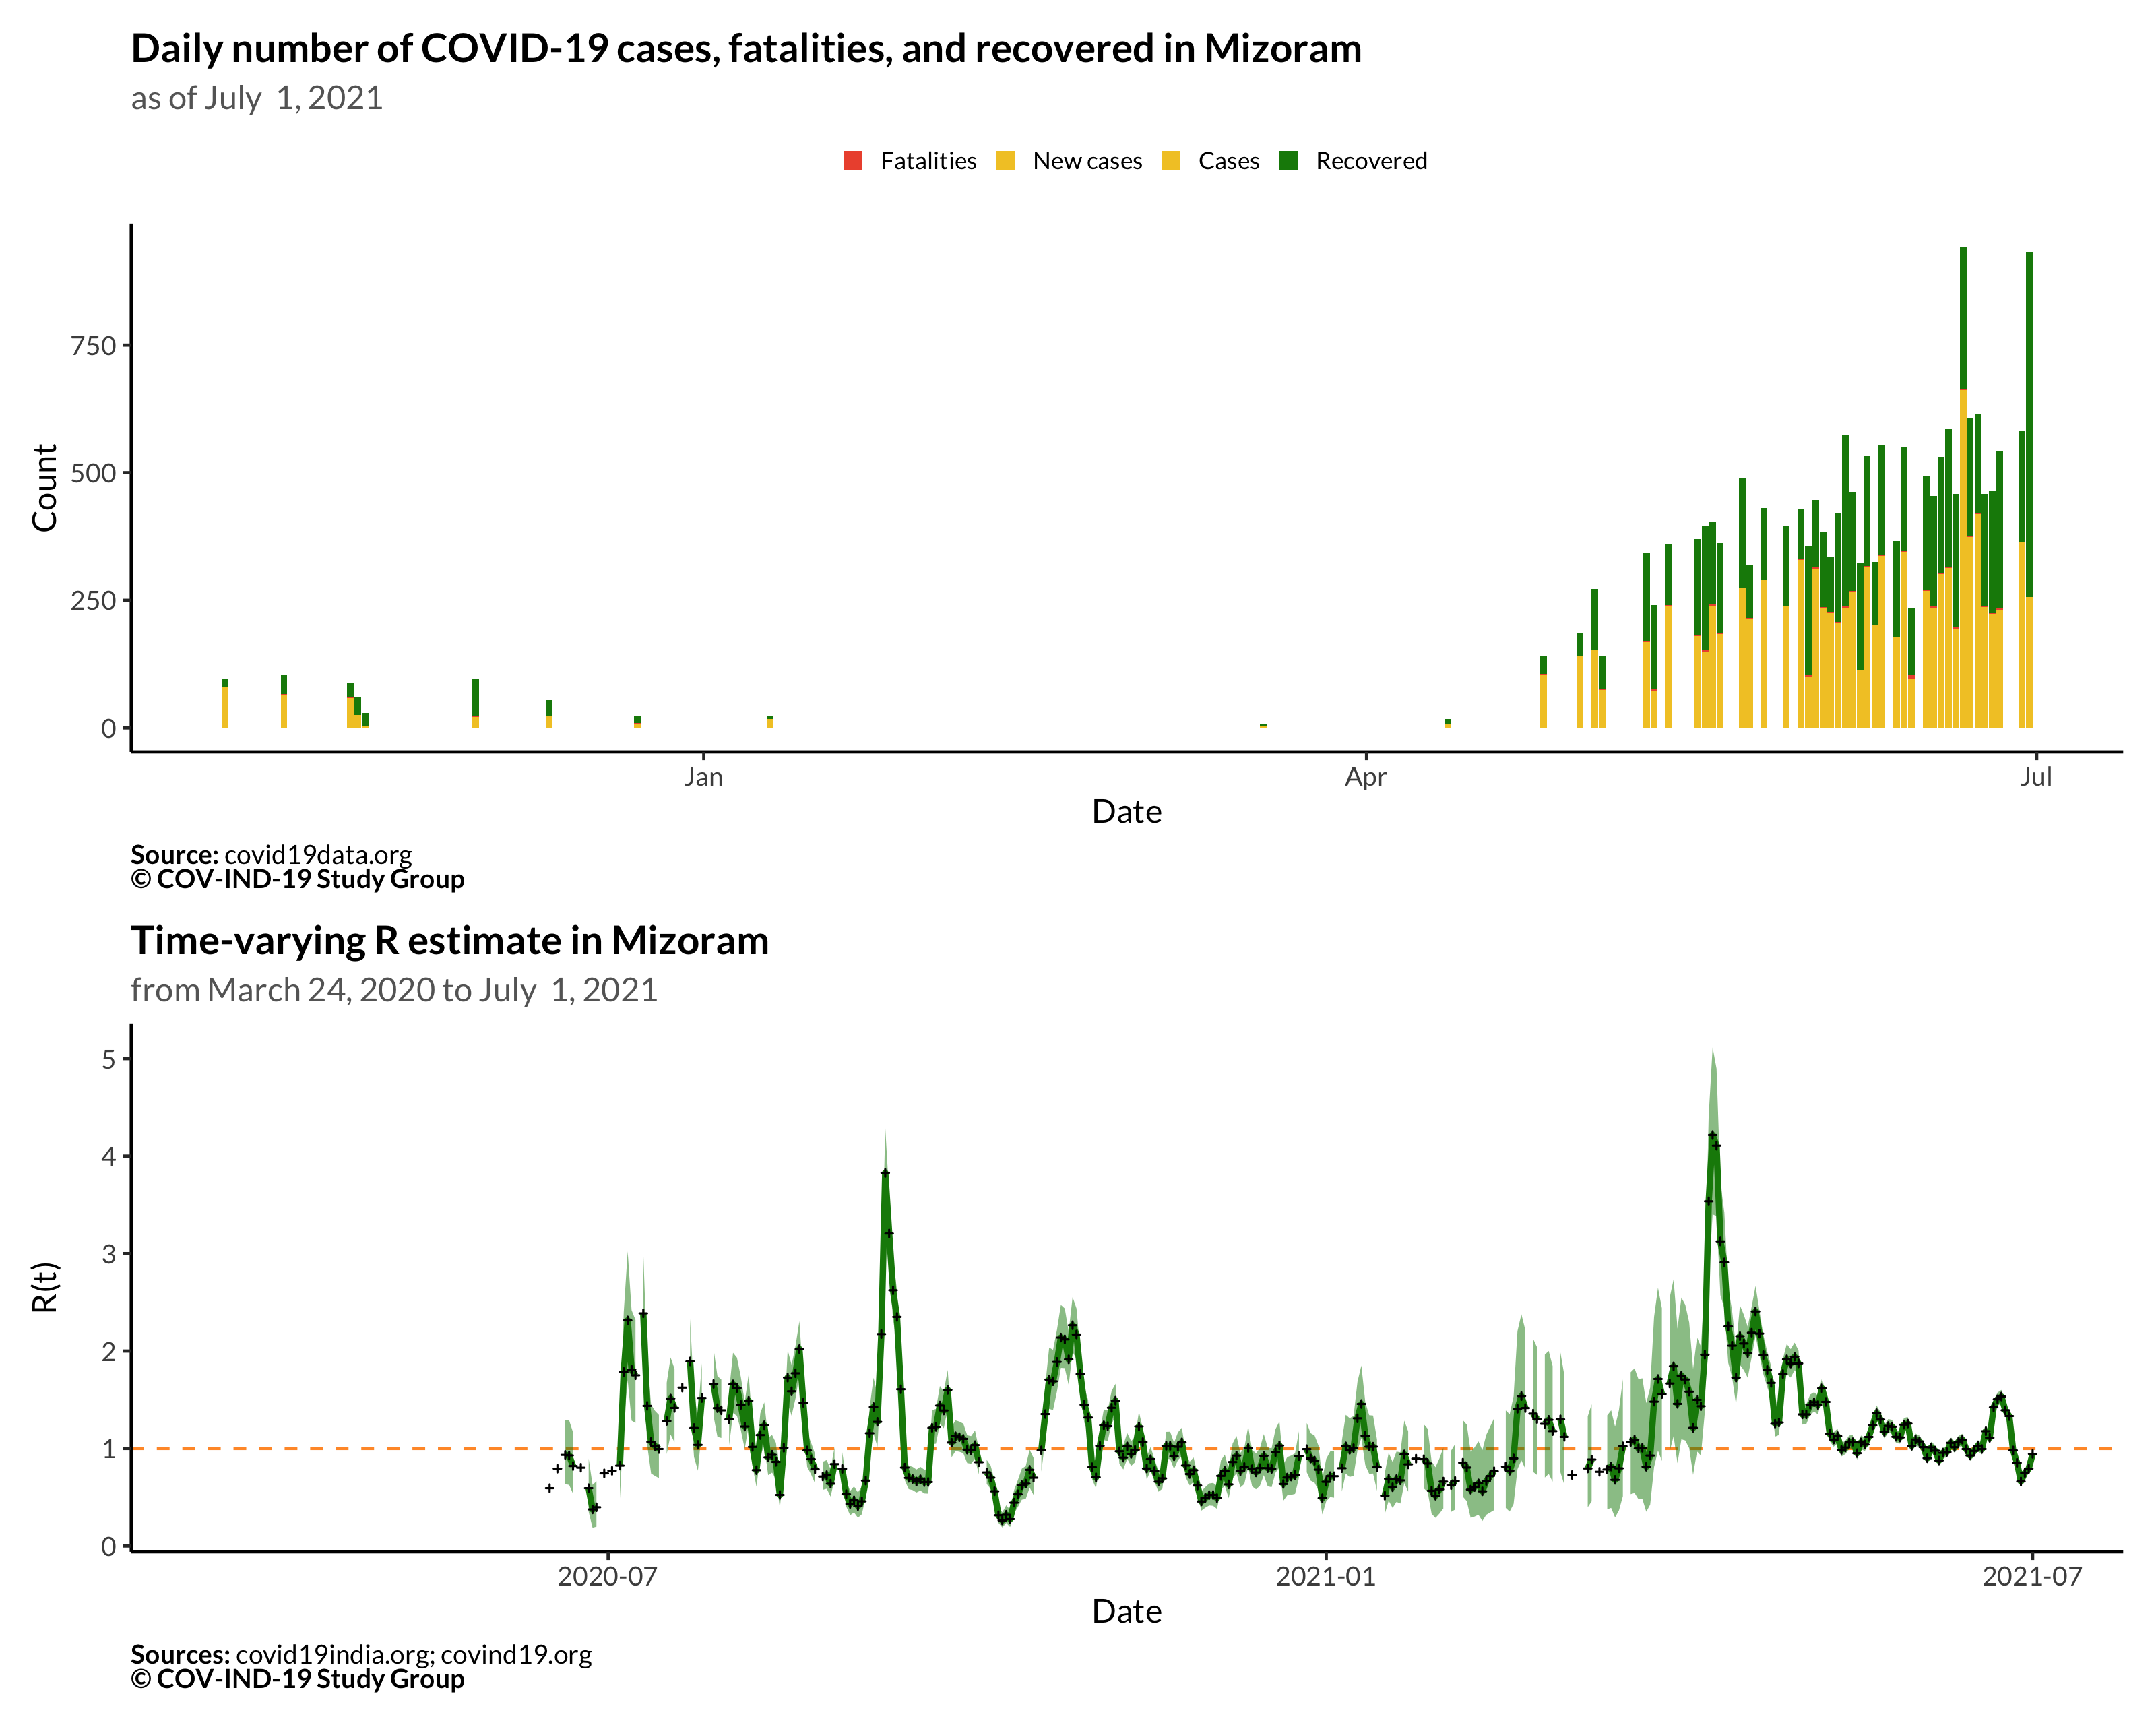 Daily number of COVID-19 cases, fatalities, and recovered in Mizoram
as of July  1, 2021
Fatalities New cases Cases Recovered
Count
750
500
250
0
Jan Apr Jul
Date
Source: covid19data.org
© COV-IND-19 Study Group
Time-varying R estimate in Mizoram
from March 24, 2020 to July  1, 2021
R(t)
5
4
3
2
1
0
2020-07 2021-01 2021-07
Date
Sources: covid19india.org; covind19.org
© COV-IND-19 Study Group